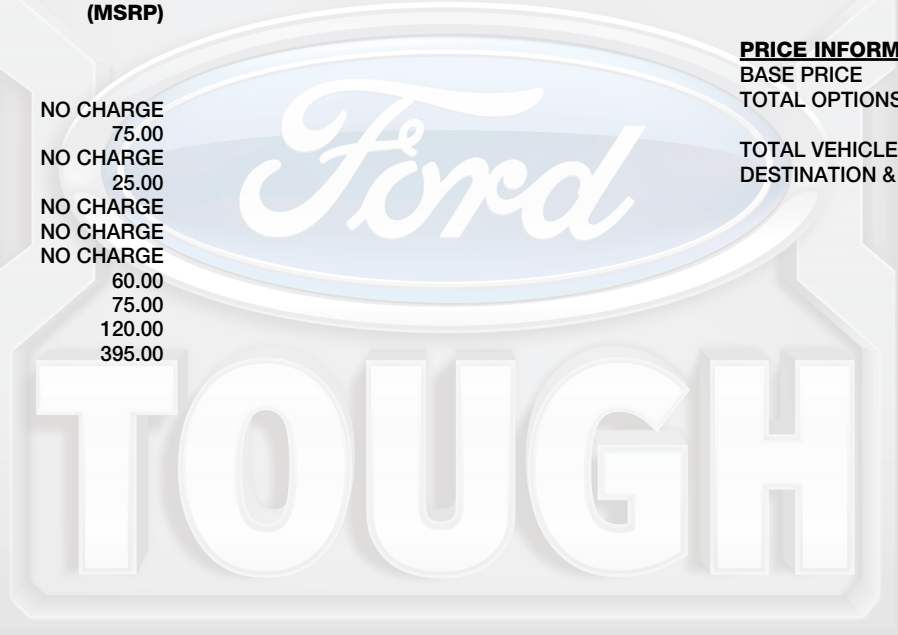 (MSRP)
NO CHARGE
75.00
NO CHARGE
25.00
NO CHARGE
NO CHARGE
NO CHARGE
60.00
75.00
120.00
395.00
PRICE INFORM
BASE PRICE
TOTAL OPTIONS
TOTAL VEHICLE
DESTINATION &
Ford
TOUGH